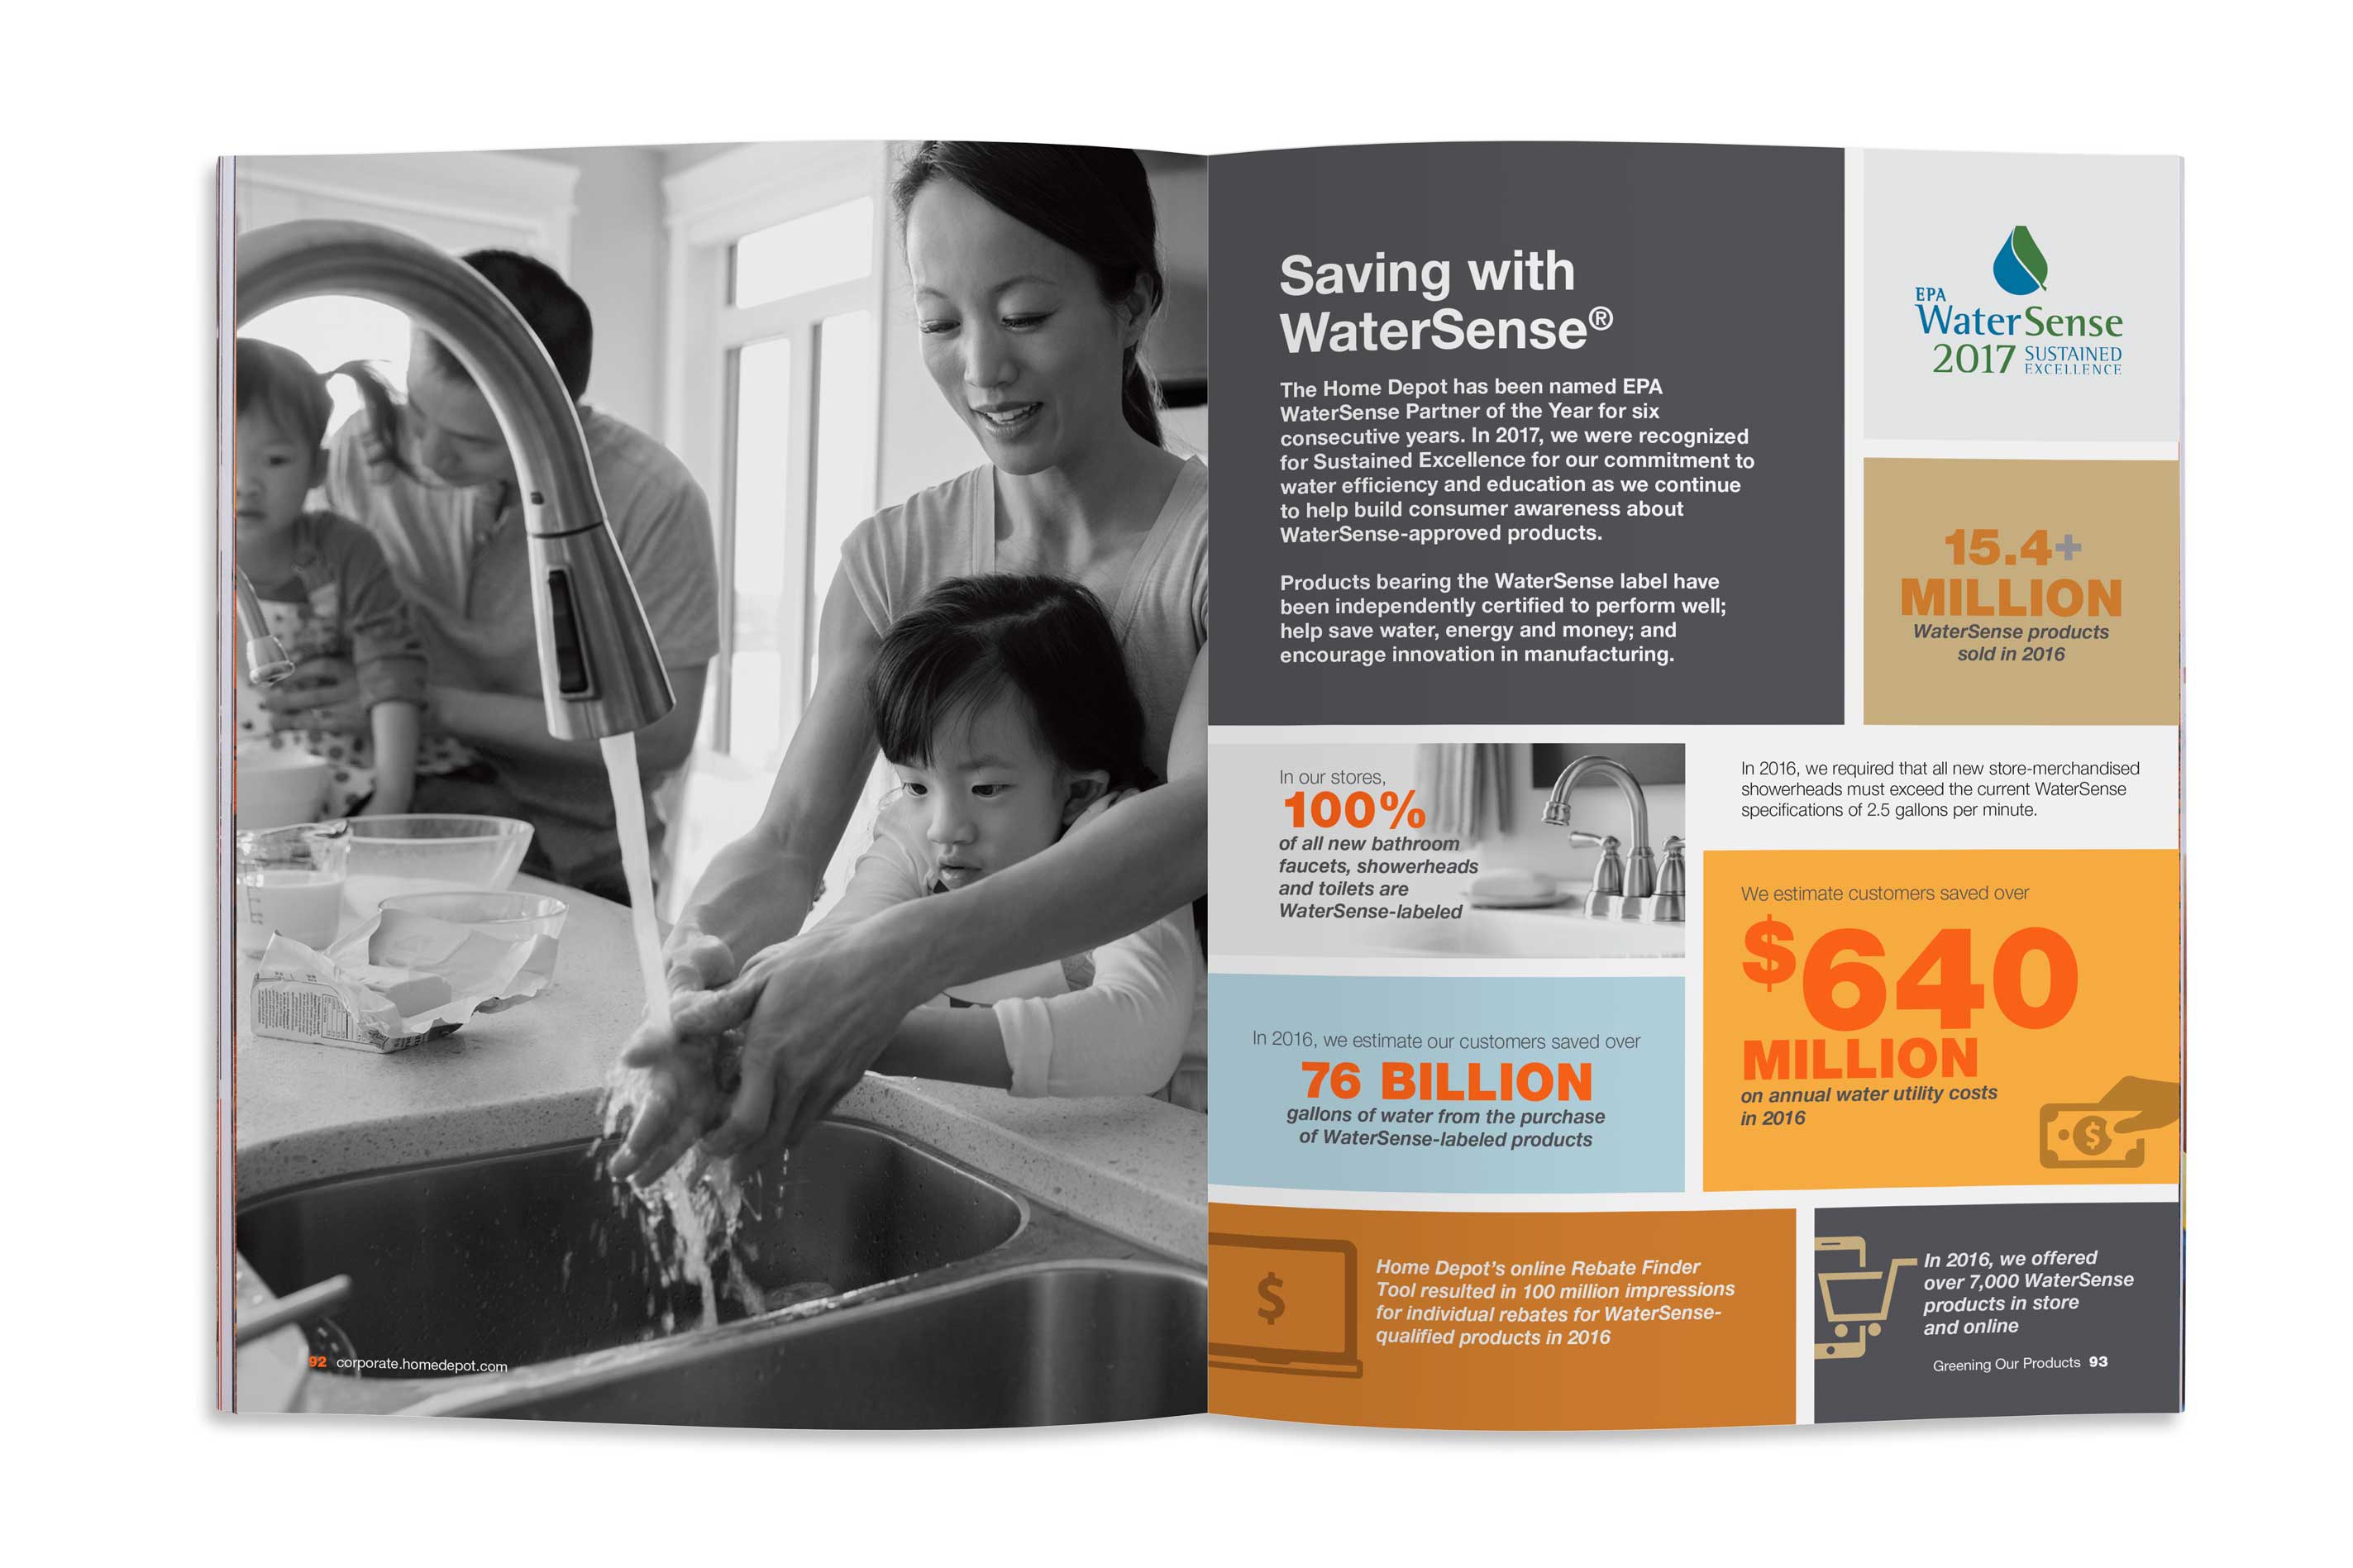 92 corporate.homedepot.com
Saving with
WaterSense®
The Home Depot has been named EPA
WaterSense Partner of the Year for six
consecutive years. In 2017, we were recognized
for Sustained Excellence for our commitment to
water efficiency and education as we continue
to help build consumer awareness about
WaterSense-approved products.
Products bearing the WaterSense label have
been independently certified to perform well;
help save water, energy and money; and
encourage innovation in manufacturing.
EPA
WaterSense
2017 SUSTAINED
EXCELLENCE
15.4+
MILLION
WaterSense products
sold in 2016
In our stores,
100%
of all new bathroom
faucets, showerheads
and toilets are
WaterSense-labeled
In 2016, we required that all new store-merchandised
showerheads must exceed the current WaterSense
specifications of 2.5 gallons per minute.
In 2016, we estimate our customers saved over
76 BILLION
gallons of water from the purchase
of WaterSense-labeled products
We estimate customers saved over
$640
MILLION
on annual water utility costs
in 2016
$
$
Home Depot's online Rebate Finder
Tool resulted in 100 million impressions
for individual rebates for WaterSense-
qualified products in 2016
In 2016, we offered
over 7,000 WaterSense
products in store
and online
Greening Our Products 93